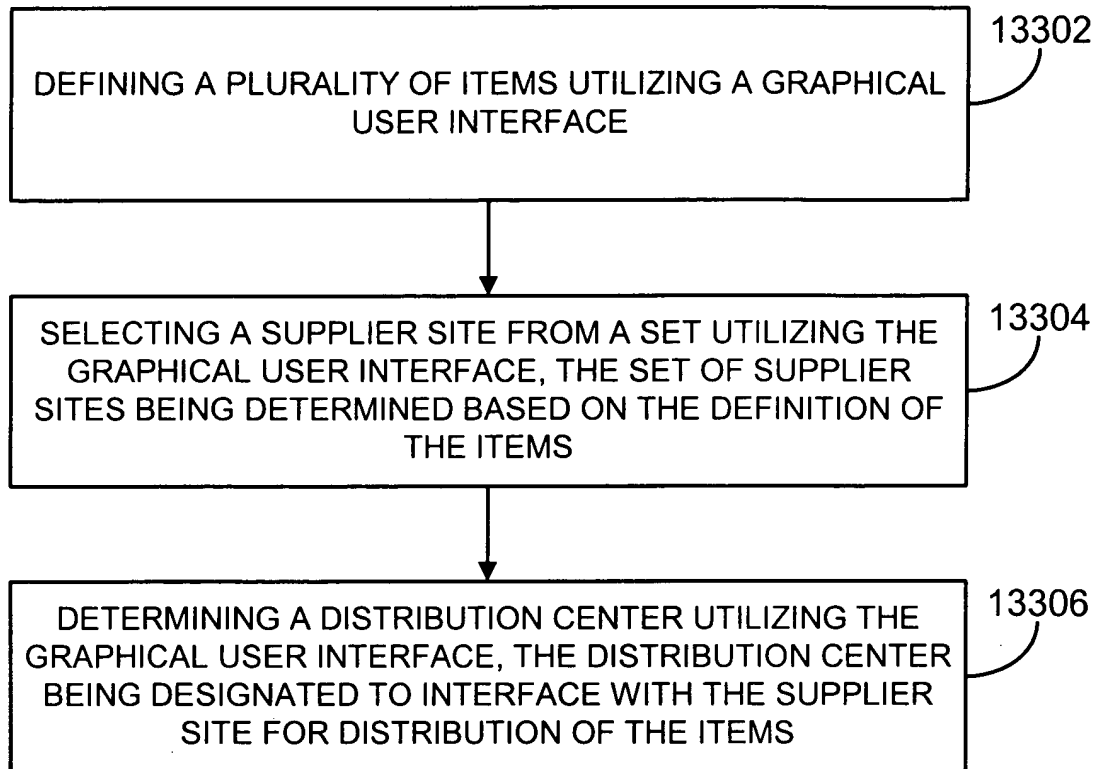 13302
DEFINING A PLURALITY OF ITEMS UTILIZING A GRAPHICAL
USER INTERFACE
13304
SELECTING A SUPPLIER SITE FROM A SET UTILIZING THE
GRAPHICAL USER INTERFACE, THE SET OF SUPPLIER
SITES BEING DETERMINED BASED ON THE DEFINITION OF
THE ITEMS
13306
DETERMINING A DISTRIBUTION CENTER UTILIZING THE
GRAPHICAL USER INTERFACE, THE DISTRIBUTION CENTER
BEING DESIGNATED TO INTERFACE WITH THE SUPPLIER
SITE FOR DISTRIBUTION OF THE ITEMS